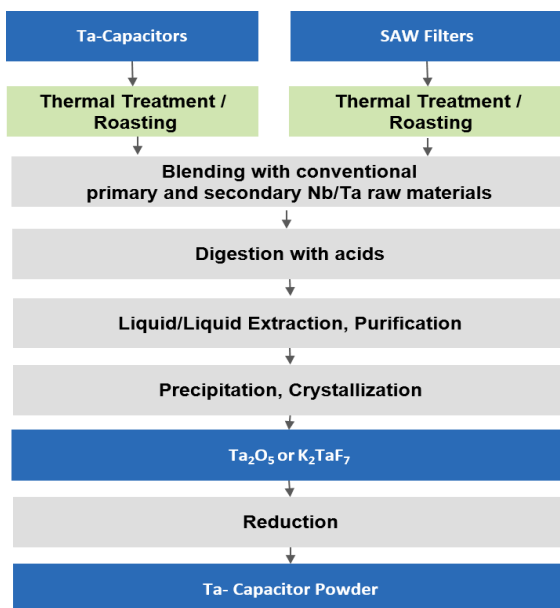 Ta-Capacitors
SAW Filters
Thermal Treatment /
Roasting
Thermal Treatment /
Roasting
Blending with conventional
primary and secondary Nb/Ta raw materials
Digestion with acids
Liquid/Liquid Extraction, Purification
Precipitation, Crystallization
Ta₂O₅ or K₂TaF₇
Reduction
Ta- Capacitor Powder